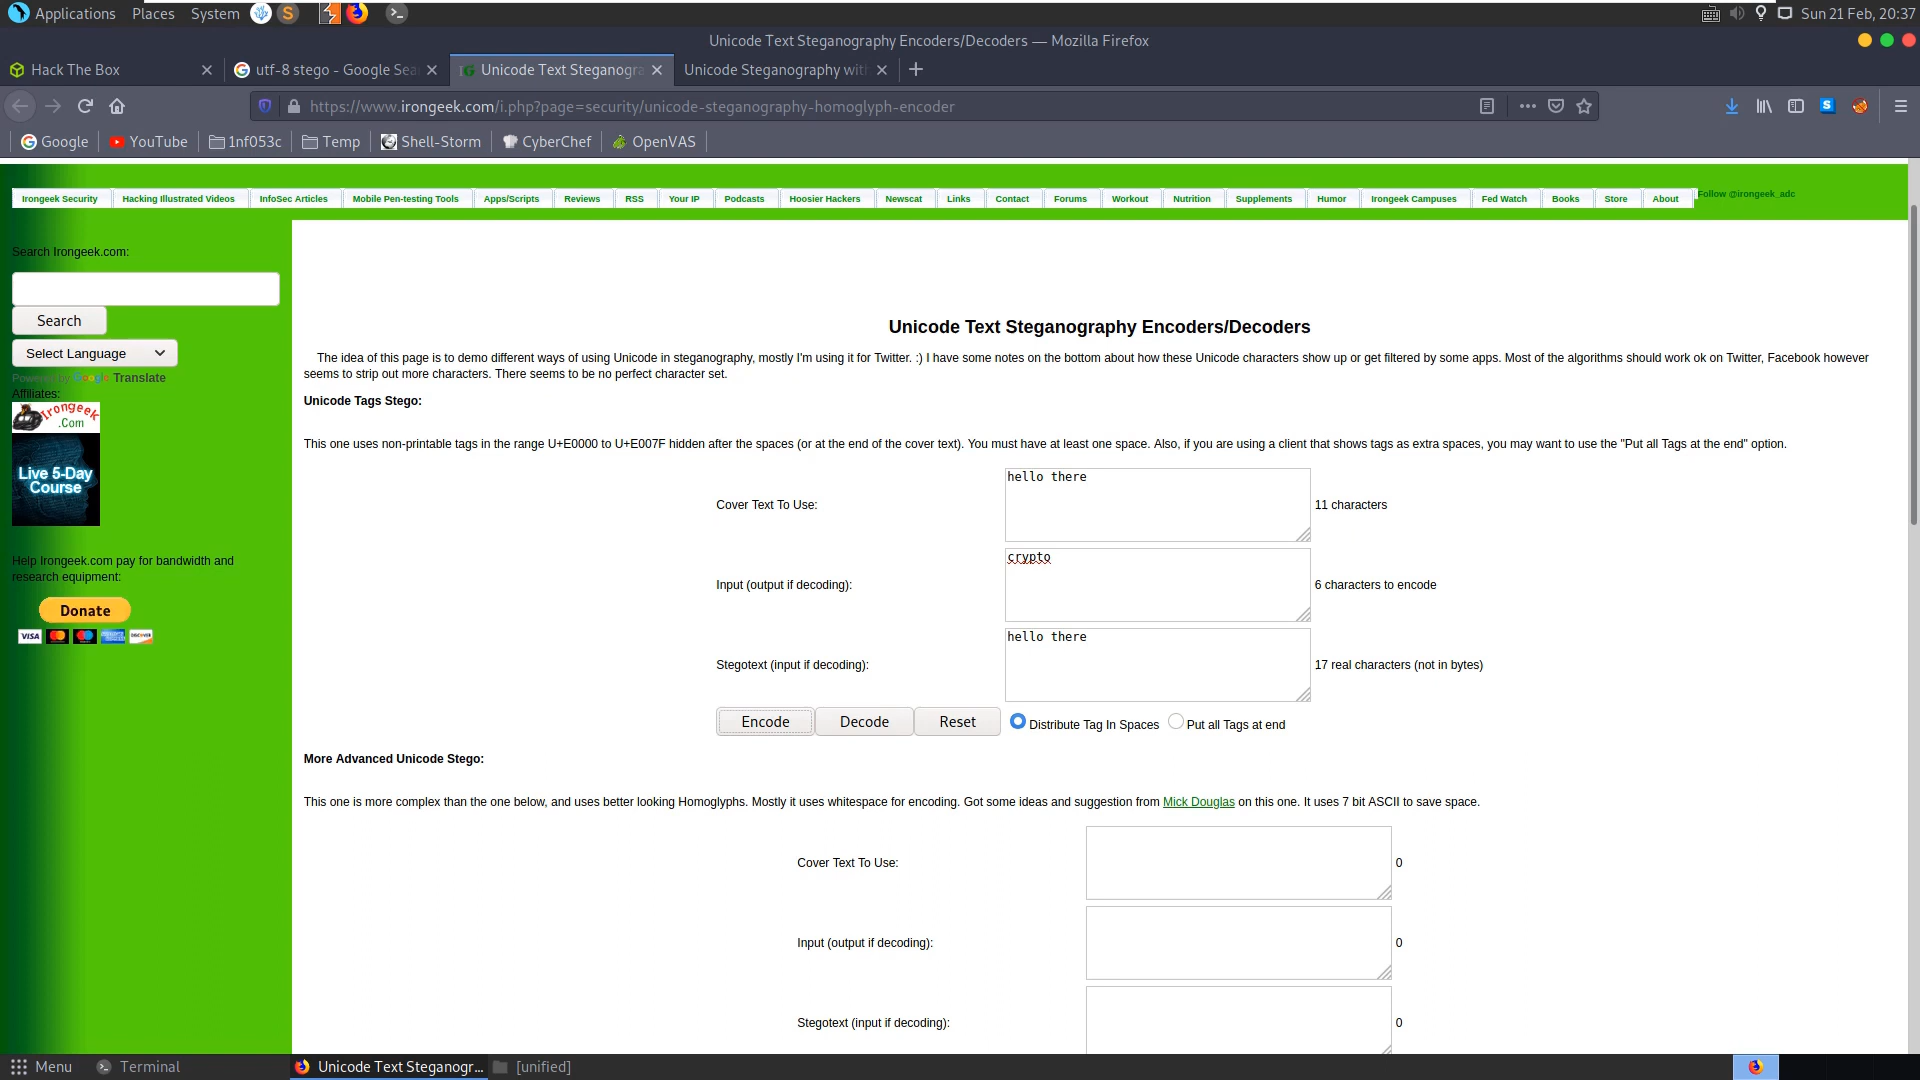 Applications Places System Sun 21 Feb, 20:37
Unicode Text Steganography Encoders/Decoders — Mozilla Firefox
Hack The Box utf-8 stego - Google Sea Unicode Text Steganogra Unicode Steganography wit
https://www.irongeek.com/i.php?page=security/unicode-steganography-homoglyph-encoder
Google YouTube 1nf053c Temp Shell-Storm CyberChef OpenVAS
Irongeek Security Hacking Illustrated Videos InfoSec Articles Mobile Pen-testing Tools Apps/Scripts Reviews RSS Your IP Podcasts Hoosier Hackers Newscat Links Contact Forums Workout Nutrition Supplements Humor Irongeek Campuses Fed Watch Books Store About Follow @irongeek_adc
Search Irongeek.com:
Search
Select Language
Powered by Google Translate
Affiliates:
Irongeek
.Com
Live 5-Day
Course
Help Irongeek.com pay for bandwidth and
research equipment:
Donate
VISA DISCOVER
Unicode Text Steganography Encoders/Decoders
The idea of this page is to demo different ways of using Unicode in steganography, mostly I'm using it for Twitter. :) I have some notes on the bottom about how these Unicode characters show up or get filtered by some apps. Most of the algorithms should work ok on Twitter, Facebook however
seems to strip out more characters. There seems to be no perfect character set.
Unicode Tags Stego:
This one uses non-printable tags in the range U+E0000 to U+E007F hidden after the spaces (or at the end of the cover text). You must have at least one space. Also, if you are using a client that shows tags as extra spaces, you may want to use the "Put all Tags at the end" option.
Cover Text To Use: hello there 11 characters
Input (output if decoding): crypto 6 characters to encode
Stegotext (input if decoding): hello there 17 real characters (not in bytes)
Encode Decode Reset Distribute Tag In Spaces Put all Tags at end
More Advanced Unicode Stego:
This one is more complex than the one below, and uses better looking Homoglyphs. Mostly it uses whitespace for encoding. Got some ideas and suggestion from Mick Douglas on this one. It uses 7 bit ASCII to save space.
Cover Text To Use: 0
Input (output if decoding): 0
Stegotext (input if decoding): 0
Menu Terminal Unicode Text Steganogr... [unified]